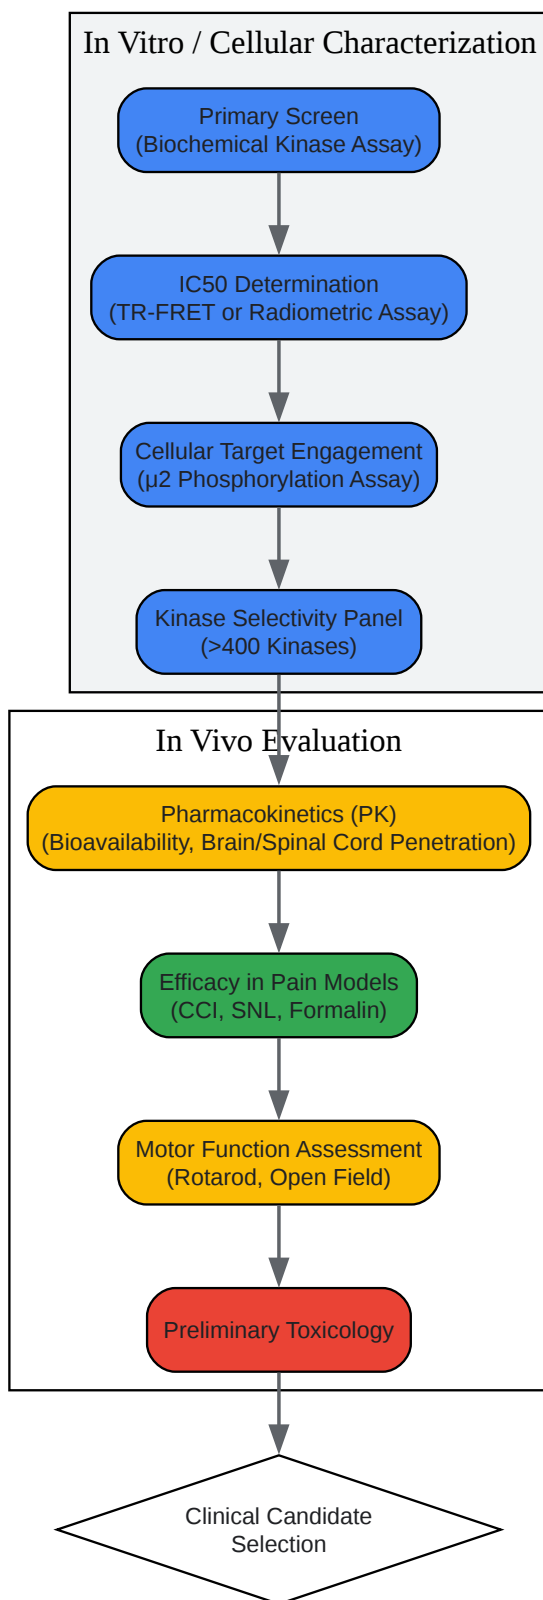 In Vitro / Cellular Characterization
Primary Screen
(Biochemical Kinase Assay)
IC50 Determination
(TR-FRET or Radiometric Assay)
Cellular Target Engagement
(μ2 Phosphorylation Assay)
Kinase Selectivity Panel
(>400 Kinases)
In Vivo Evaluation
Pharmacokinetics (PK)
(Bioavailability, Brain/Spinal Cord Penetration)
Efficacy in Pain Models
(CCI, SNL, Formalin)
Motor Function Assessment
(Rotarod, Open Field)
Preliminary Toxicology
Clinical Candidate
Selection